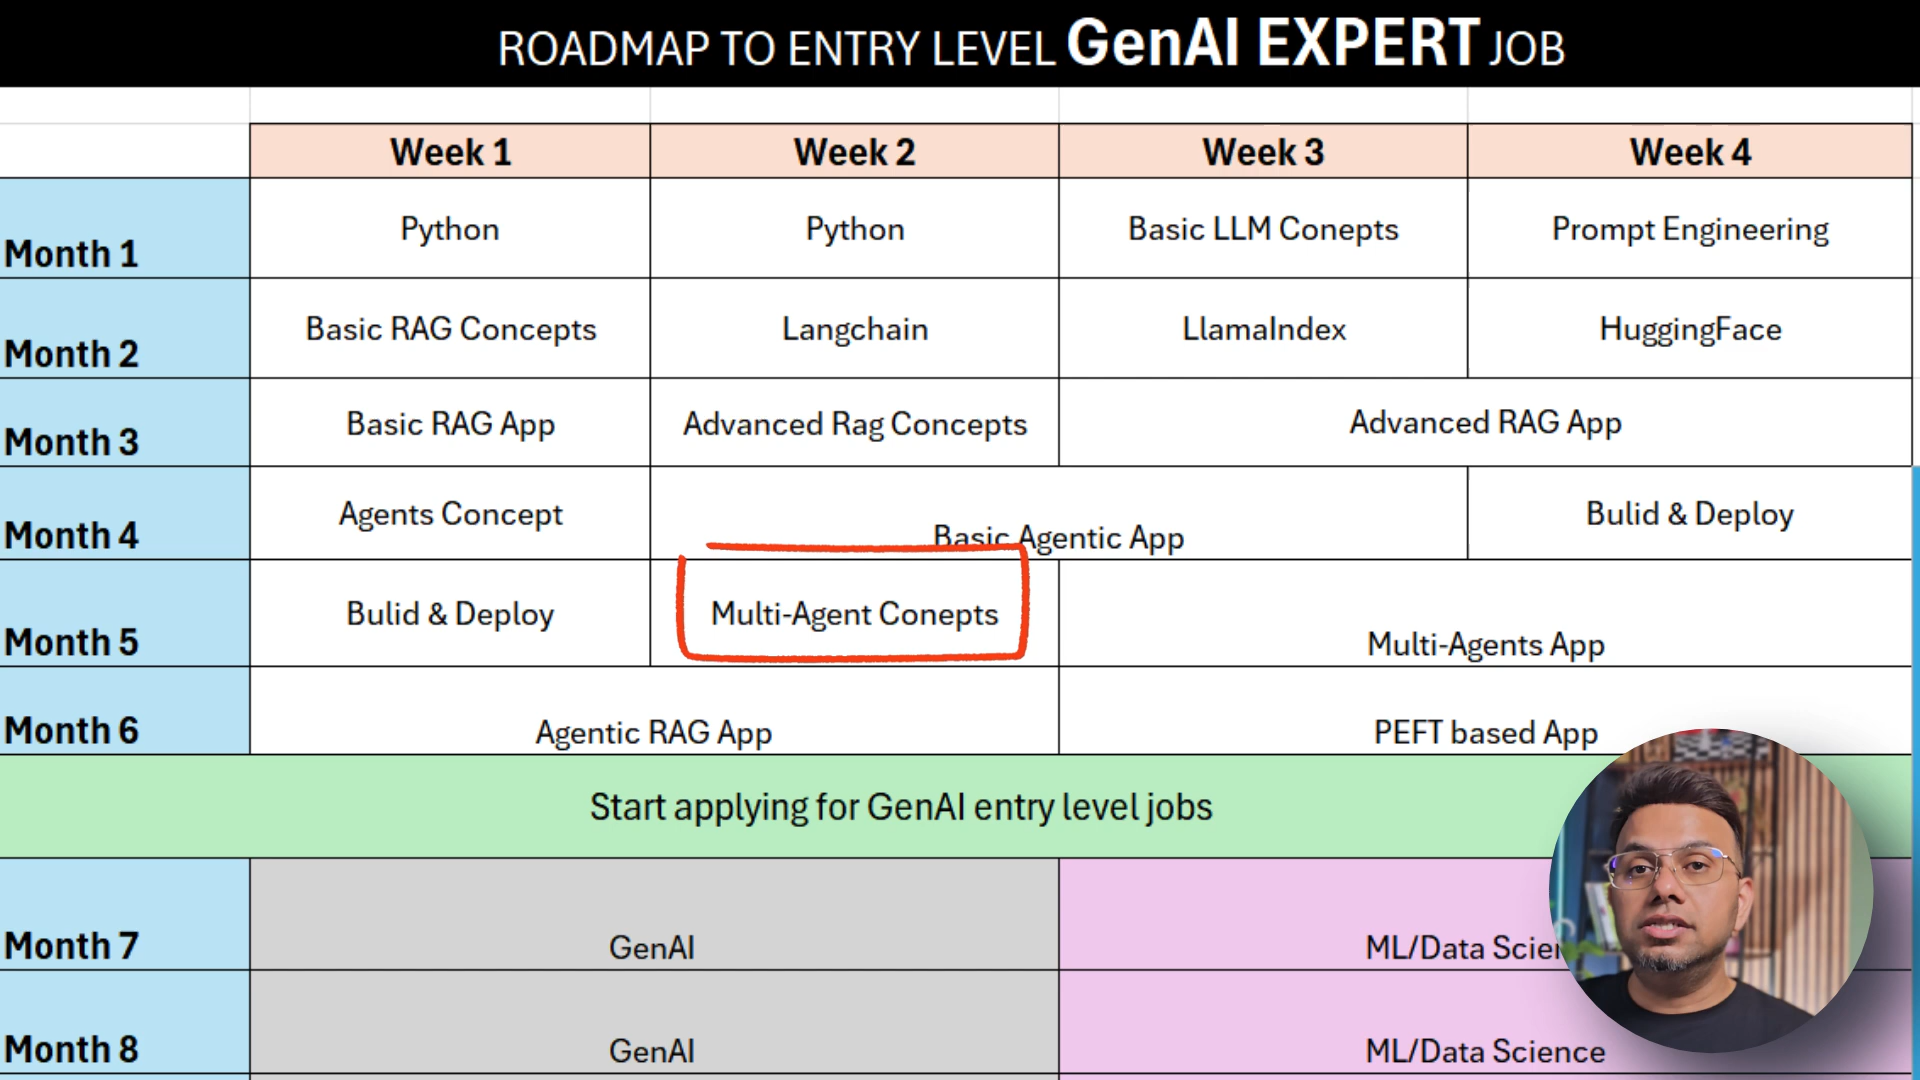 ROADMAP TO ENTRY LEVEL GenAI EXPERT JOB
Week 1 Week 2 Week 3 Week 4
Month 1 Python Python Basic LLM Conepts Prompt Engineering
Month 2 Basic RAG Concepts Langchain LlamaIndex HuggingFace
Month 3 Basic RAG App Advanced Rag Concepts Advanced RAG App
Month 4 Agents Concept Basic Agentic App Bulid & Deploy
Month 5 Bulid & Deploy Multi-Agent Conepts Multi-Agents App
Month 6 Agentic RAG App PEFT based App
Start applying for GenAI entry level jobs
Month 7 GenAI ML/Data Scien
Month 8 GenAI ML/Data Science